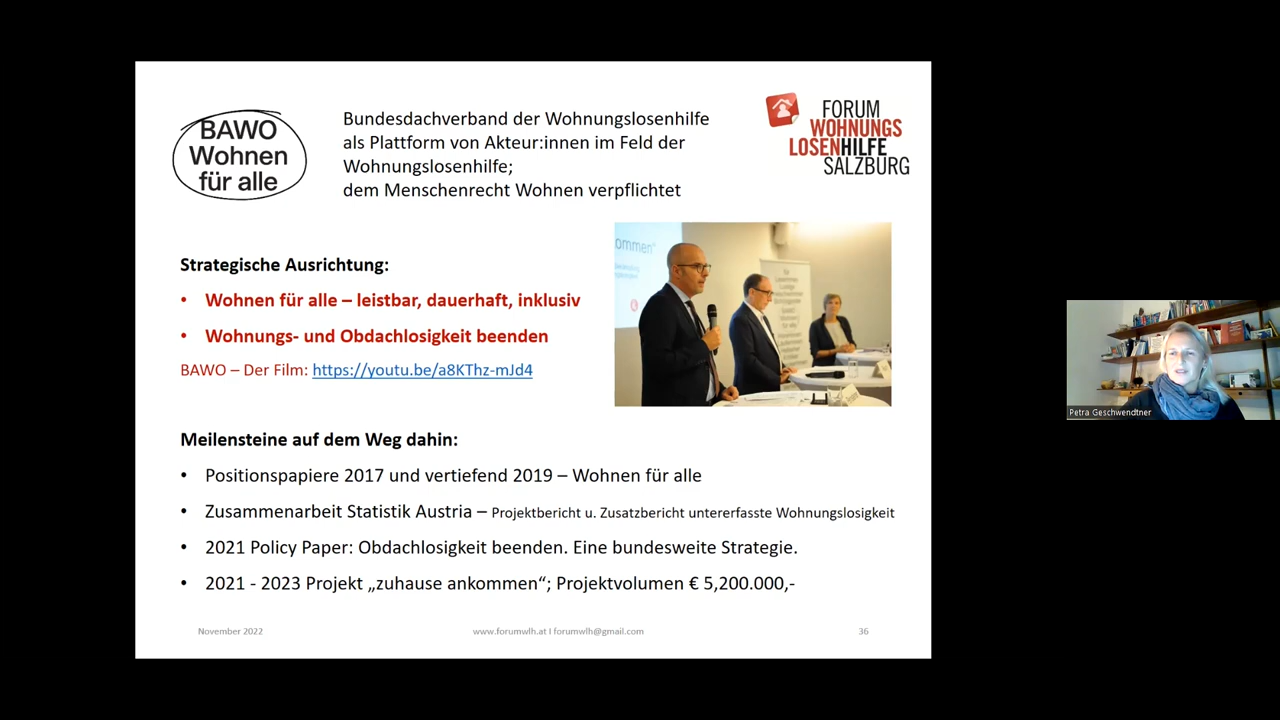 BAWO
Wohnen
für alle
Bundesdachverband der Wohnungslosenhilfe
als Plattform von Akteur:innen im Feld der
Wohnungslosenhilfe;
dem Menschenrecht Wohnen verpflichtet
FORUM
WOHNUNGS
LOSENHILFE
SALZBURG
Strategische Ausrichtung:
• Wohnen für alle – leistbar, dauerhaft, inklusiv
• Wohnungs- und Obdachlosigkeit beenden
BAWO – Der Film: https://youtu.be/a8KThz-mJd4
ommen“
Meilensteine auf dem Weg dahin:
• Positionspapiere 2017 und vertiefend 2019 – Wohnen für alle
• Zusammenarbeit Statistik Austria – Projektbericht u. Zusatzbericht untererfasste Wohnungslosigkeit
• 2021 Policy Paper: Obdachlosigkeit beenden. Eine bundesweite Strategie.
• 2021 - 2023 Projekt „zuhause ankommen“; Projektvolumen € 5,200.000,-
November 2022
www.forumwlh.at I forumwlh@gmail.com
36
Petra Geschwendtner